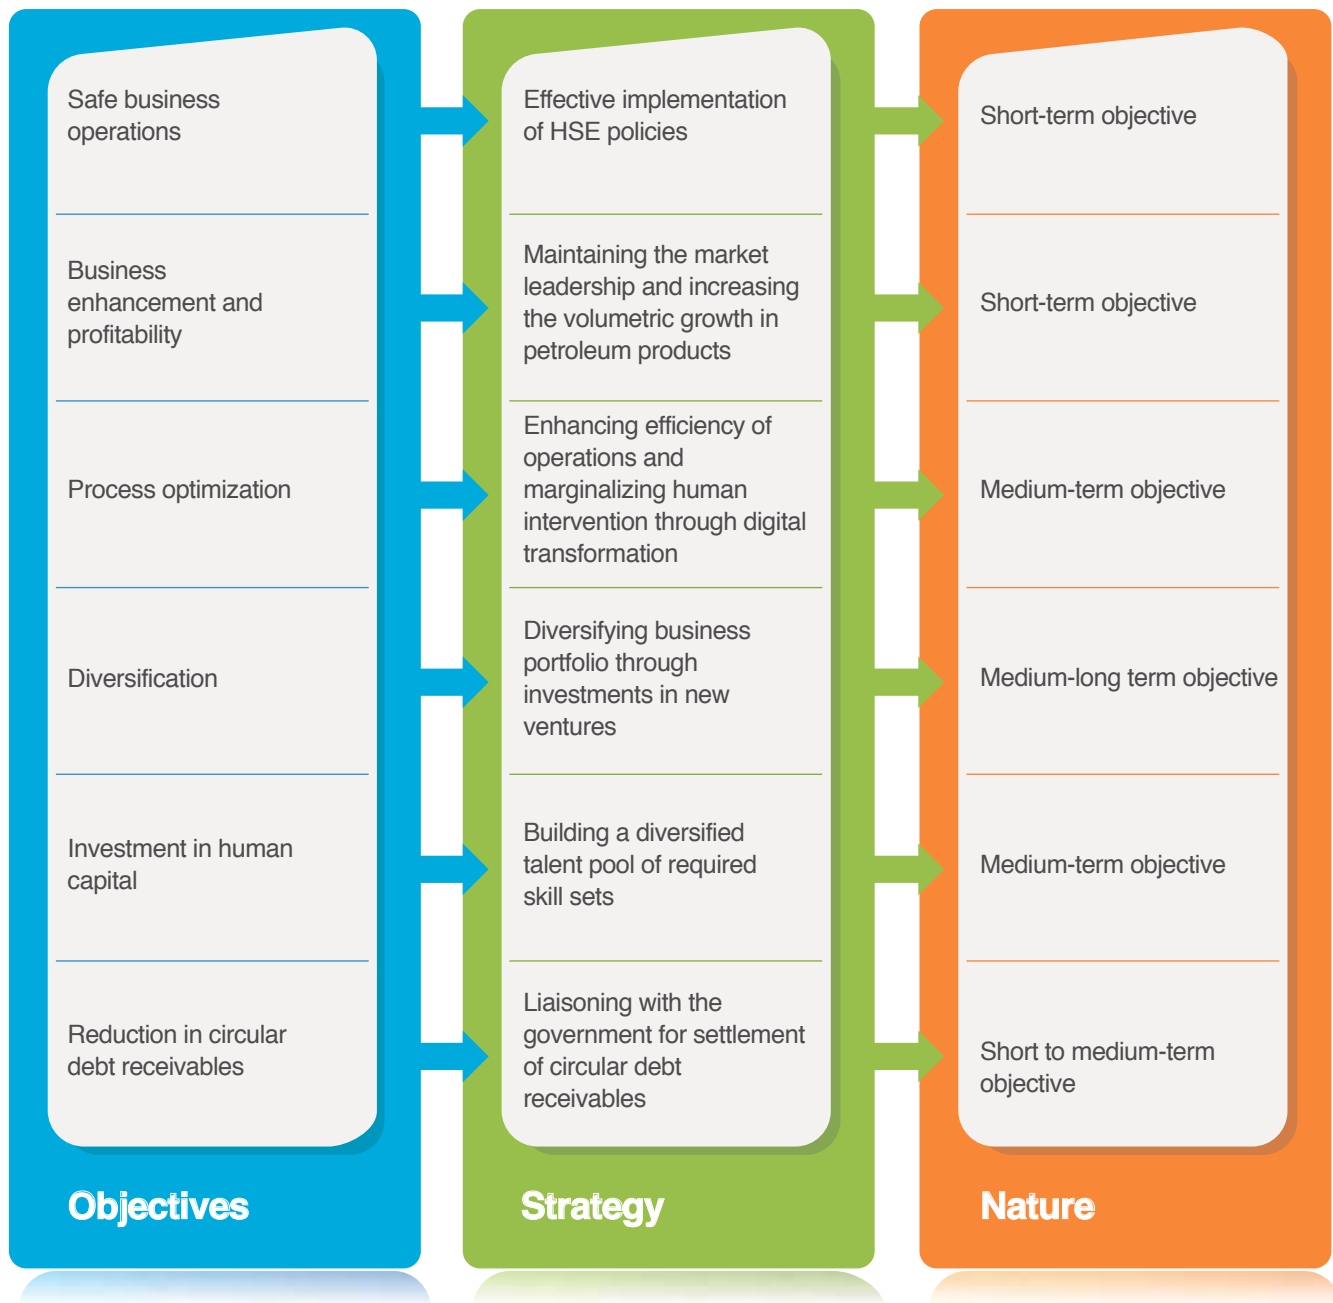 Safe business
operations
Effective implementation
of HSE policies
Short-term objective
Business
enhancement and
profitability
Maintaining the market
leadership and increasing
the volumetric growth in
petroleum products
Short-term objective
Process optimization
Enhancing efficiency of
operations and
marginalizing human
intervention through digital
transformation
Medium-term objective
Diversification
Diversifying business
portfolio through
investments in new
ventures
Medium-long term objective
Investment in human
capital
Building a diversified
talent pool of required
skill sets
Medium-term objective
Reduction in circular
debt receivables
Liaisoning with the
government for settlement
of circular debt
receivables
Short to medium-term
objective
Objectives
Strategy
Nature